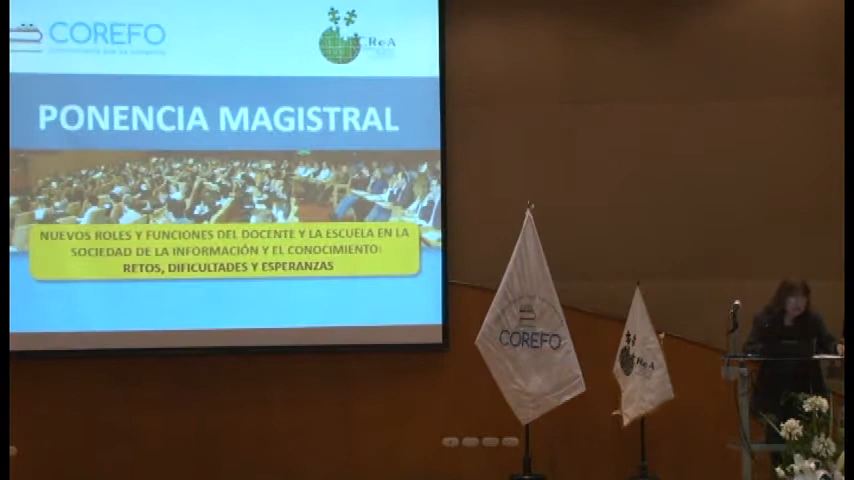 COREFO
CReA
PONENCIA MAGISTRAL
NUEVOS ROLES Y FUNCIONES DEL DOCENTE Y LA ESCUELA EN LA
SOCIEDAD DE LA INFORMACIÓN Y EL CONOCIMIENTO:
RETOS, DIFICULTADES Y ESPERANZAS
COREFO
CReA